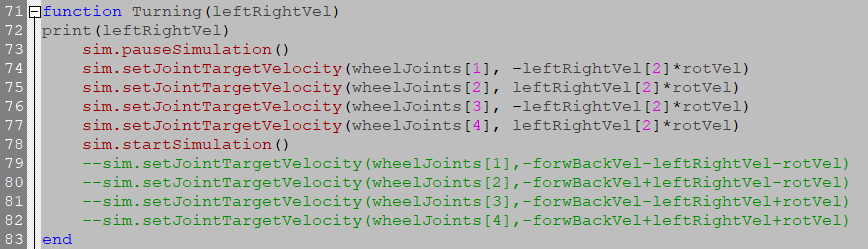 71 function Turning(leftRightVel)
72 print(leftRightVel)
73     sim.pauseSimulation()
74     sim.setJointTargetVelocity(wheelJoints[1], -leftRightVel[2]*rotVel)
75     sim.setJointTargetVelocity(wheelJoints[2], leftRightVel[2]*rotVel)
76     sim.setJointTargetVelocity(wheelJoints[3], -leftRightVel[2]*rotVel)
77     sim.setJointTargetVelocity(wheelJoints[4], leftRightVel[2]*rotVel)
78     sim.startSimulation()
79     --sim.setJointTargetVelocity(wheelJoints[1],-forwBackVel-leftRightVel-rotVel)
80     --sim.setJointTargetVelocity(wheelJoints[2],-forwBackVel+leftRightVel-rotVel)
81     --sim.setJointTargetVelocity(wheelJoints[3],-forwBackVel-leftRightVel+rotVel)
82     --sim.setJointTargetVelocity(wheelJoints[4],-forwBackVel+leftRightVel+rotVel)
83 end